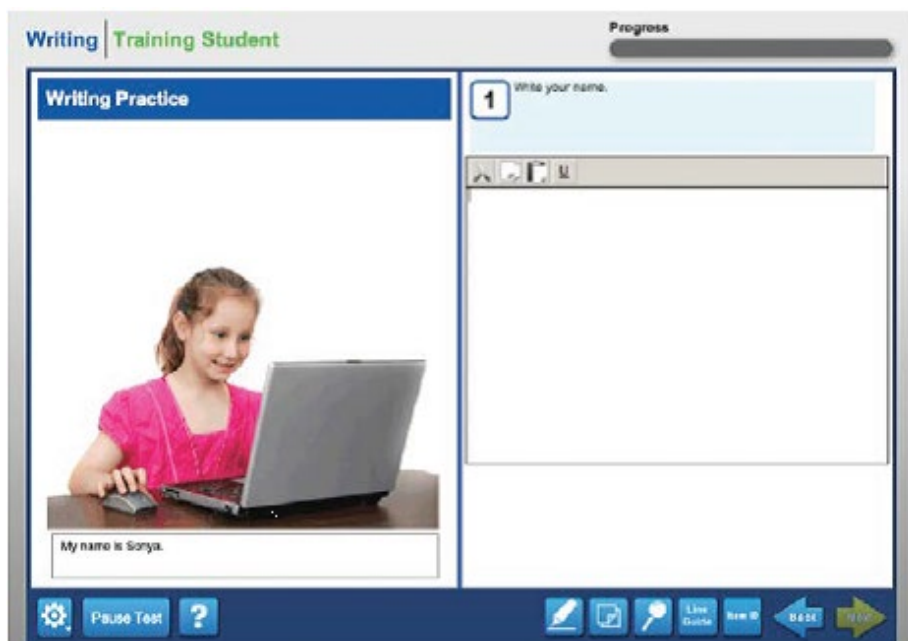 Writing Training Student
Progress
Writing Practice
My name is Sonya.
1 Write your name.
U
Pause Test ?
Line Guide
Item ID
Back
Next